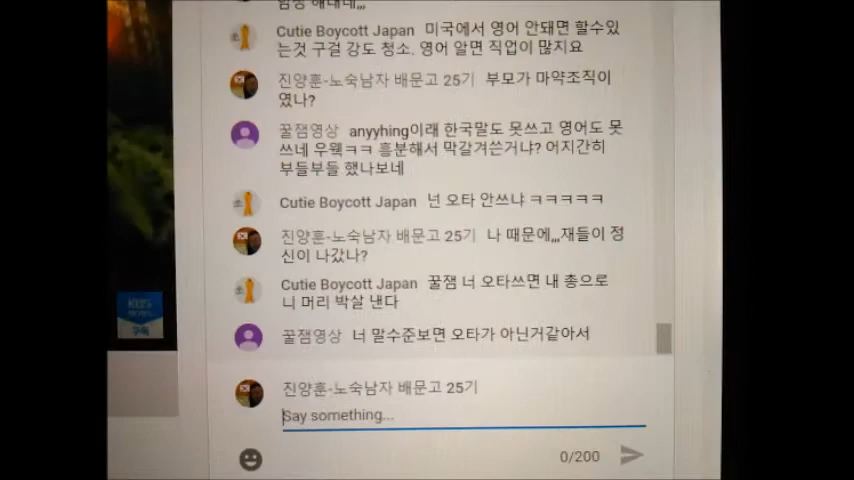 Cutie Boycott Japan 미국에서 영어 안돼면 할수있
는것 구걸 강도 청소. 영어 알면 직업이 많지요
진양훈-노숙남자 배문고 25기 부모가 마약조직이
였나?
꿀잼영상 anyyhing이래 한국말도 못쓰고 영어도 못
쓰네 우웩ㅋㅋ 흥분해서 막갈겨쓴거냐? 어지간히
부들부들 했나보네
Cutie Boycott Japan 넌 오타 안쓰냐 ㅋㅋㅋㅋㅋ
진양훈-노숙남자 배문고 25기 나 때문에,,,재들이 정
신이 나갔나?
Cutie Boycott Japan 꿀잼 너 오타쓰면 내 총으로
니 머리 박살 낸다
꿀잼영상 너 말수준보면 오타가 아닌거같아서
구독
진양훈-노숙남자 배문고 25기
Say something...
0/200